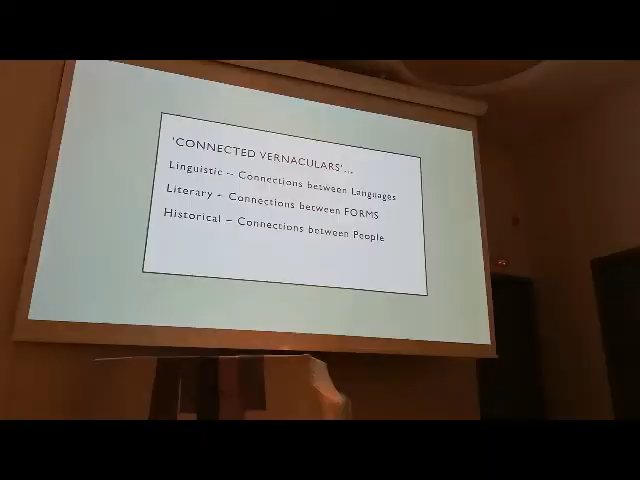 'CONNECTED VERNACULARS'...
Linguistic -- Connections between Languages
Literary - Connections between FORMS
Historical – Connections between People